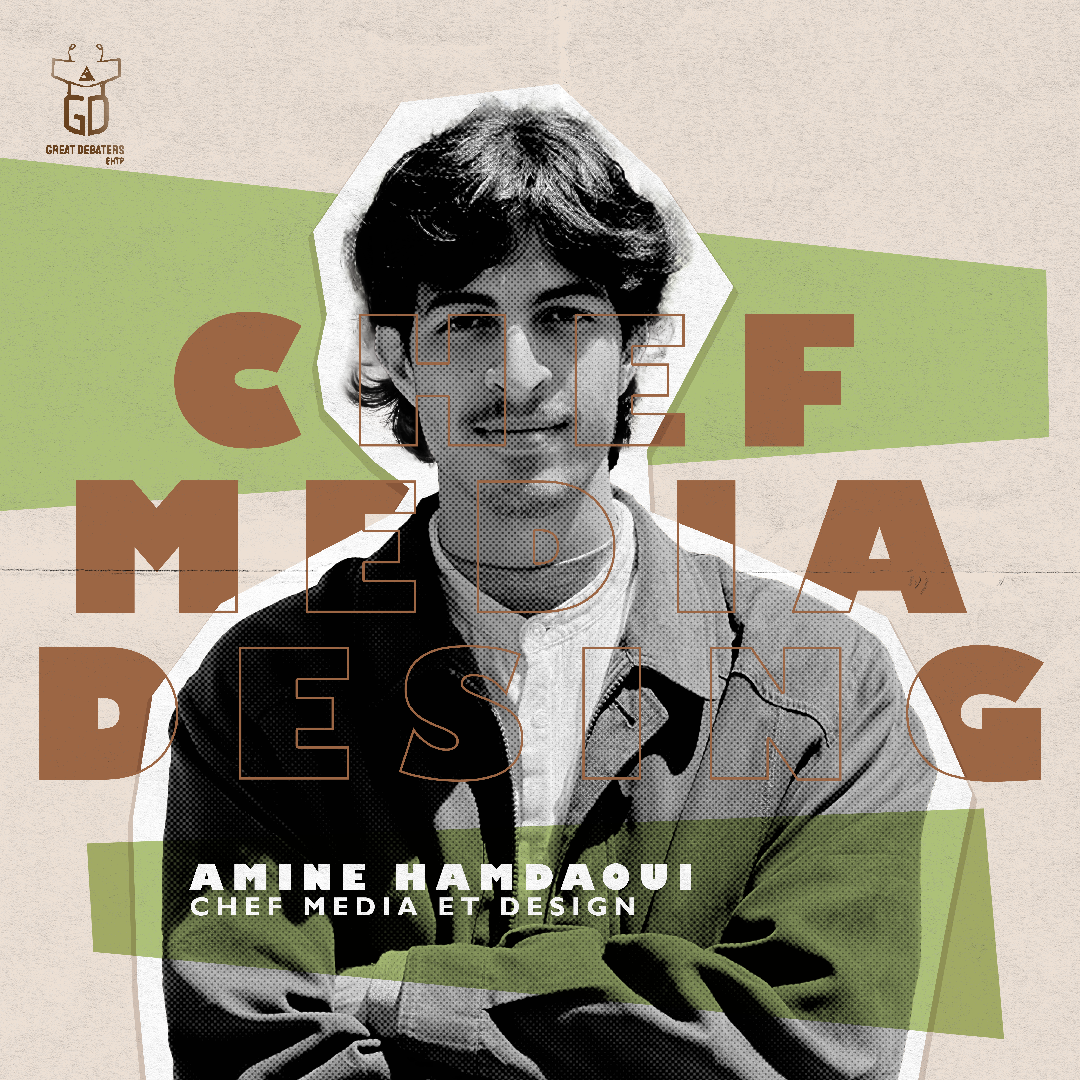 GD
GREAT DEBATERS
EHTP
CHEF
MEDIA
DESING
AMINE HAMDAOUI
CHEF MEDIA ET DESIGN